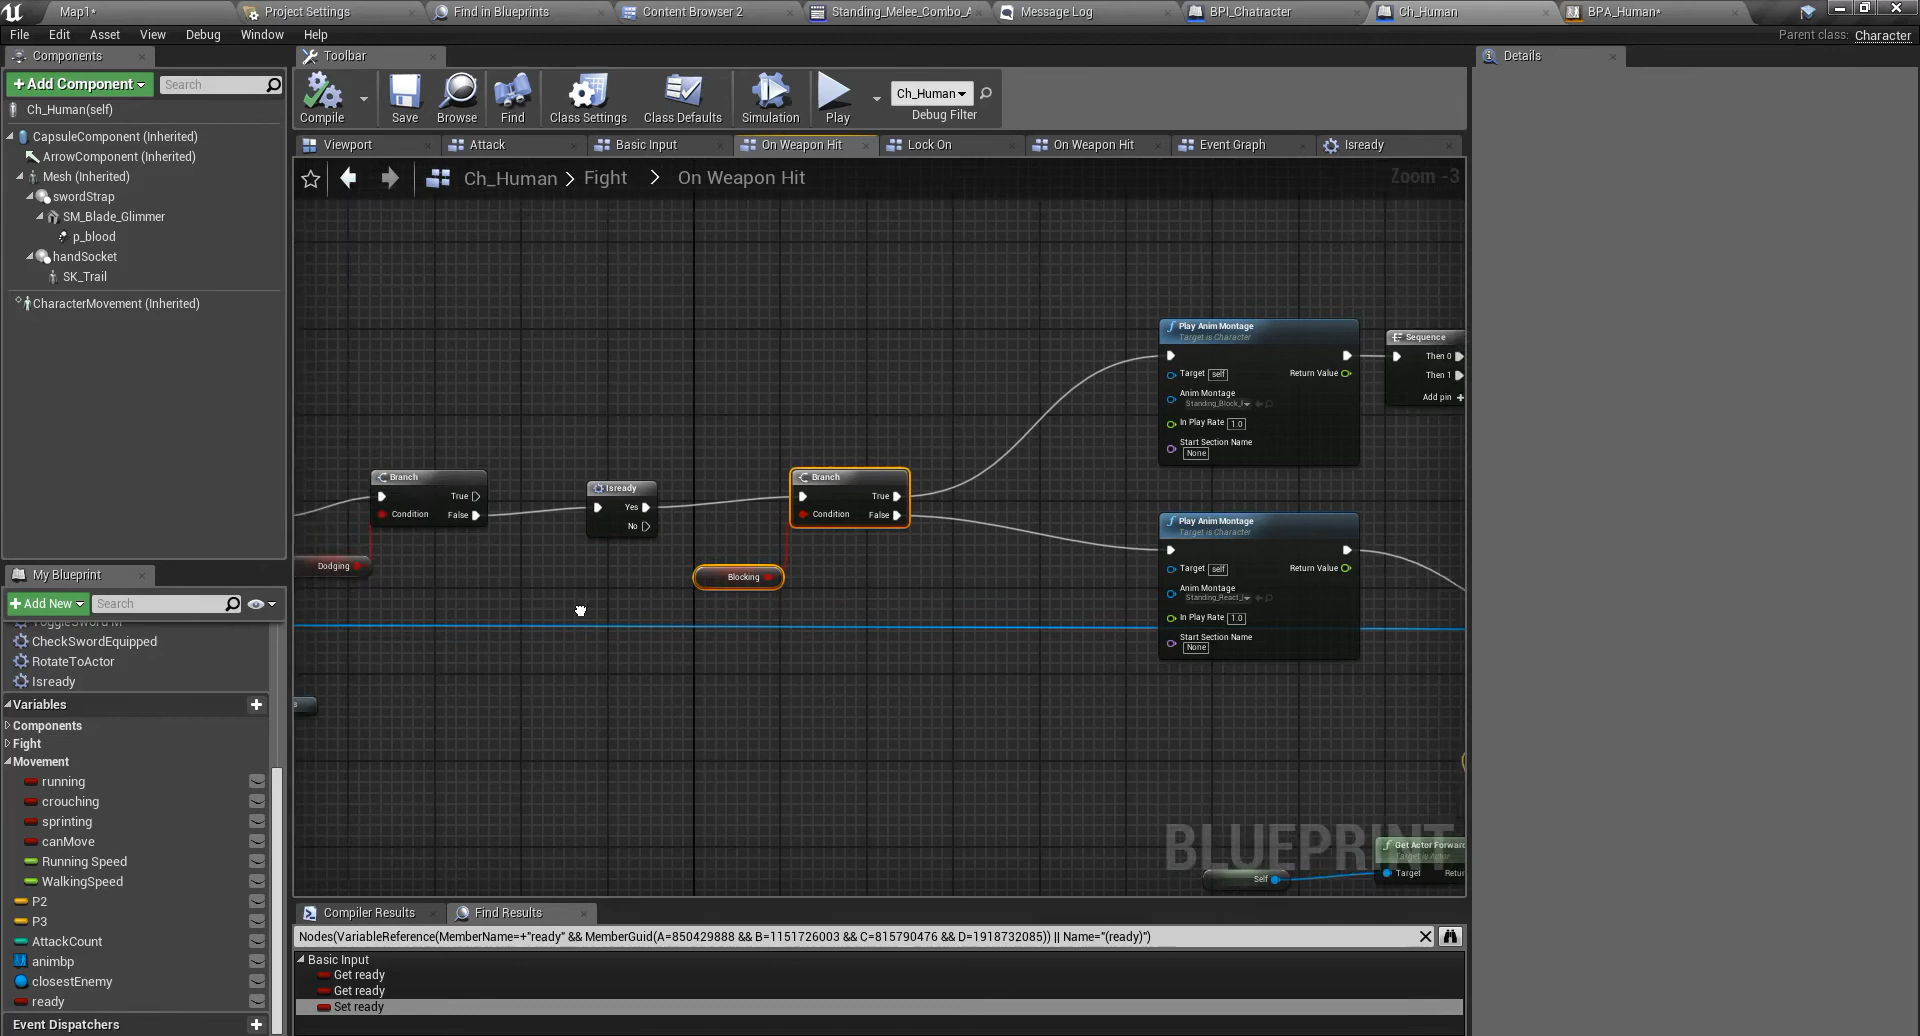 Map1*
Project Settings
Find in Blueprints
Content Browser 2
Standing_Melee_Combo_A
Message Log
BPI_Chatracter
Ch_Human
BPA_Human*
File
Edit
Asset
View
Debug
Window
Help
Parent class: Character
Components
+Add Component
Search
Ch_Human(self)
CapsuleComponent (Inherited)
ArrowComponent (Inherited)
Mesh (Inherited)
swordStrap
SM_Blade_Glimmer
p_blood
handSocket
SK_Trail
CharacterMovement (Inherited)
Toolbar
Compile
Save
Browse
Find
Class Settings
Class Defaults
Simulation
Play
Ch_Human
Debug Filter
Details
Viewport
Attack
Basic Input
On Weapon Hit
Lock On
On Weapon Hit
Event Graph
Isready
Ch_Human > Fight > On Weapon Hit
Zoom -3
Play Anim Montage
Target is Character
Target self
Return Value
Anim Montage
In Play Rate 1.0
Start Section Name
None
Sequence
Then 0
Then 1
Add pin +
Branch
True
Condition
False
Dodging
Isready
Yes
No
Branch
True
Condition
False
Blocking
Play Anim Montage
Target is Character
Target self
Return Value
Anim Montage
In Play Rate 1.0
Start Section Name
None
BLUEPRINT
Self
Get Actor Forward
Target is Actor
Target
Retur
My Blueprint
+Add New
Search
ToggleSword M
CheckSwordEquipped
RotateToActor
Isready
Variables
Components
Fight
Movement
running
crouching
sprinting
canMove
Running Speed
WalkingSpeed
P2
P3
AttackCount
animbp
closestEnemy
ready
Event Dispatchers
Compiler Results
Find Results
Nodes(VariableReference(MemberName=+"ready" && MemberGuid(A=850429888 && B=1151726003 && C=815790476 && D=1918732085)) || Name="(ready)")
Basic Input
Get ready
Get ready
Set ready